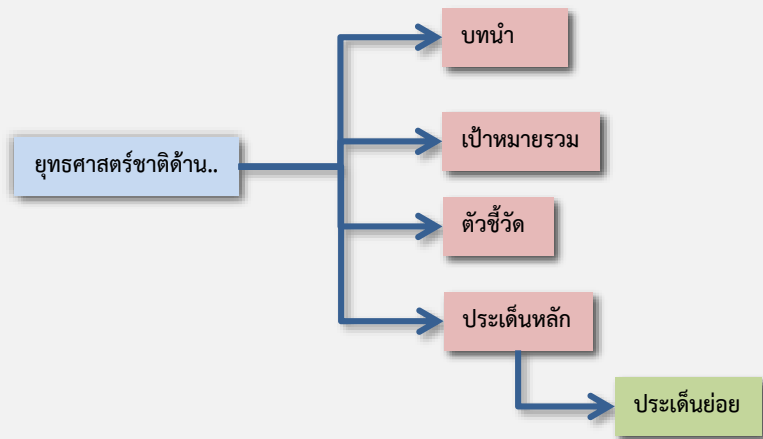 บทนำ
เป้าหมายรวม
ยุทธศาสตร์ชาติด้าน..
ตัวชี้วัด
ประเด็นหลัก
ประเด็นย่อย